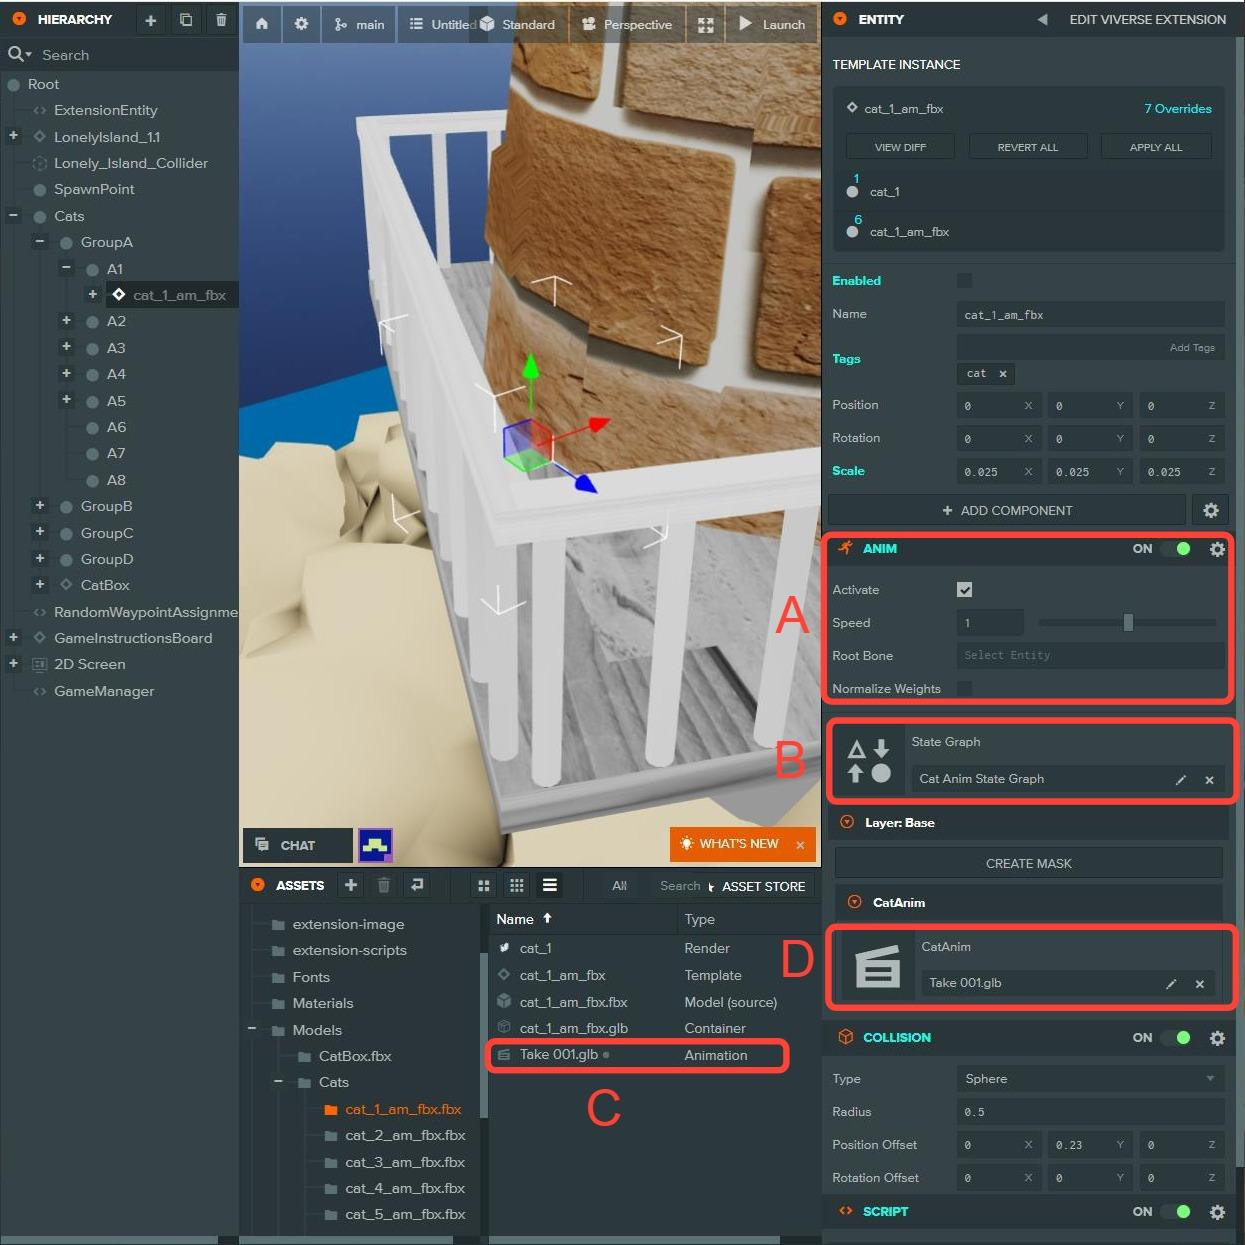 HIERARCHY
Search
Root
ExtensionEntity
LonelyIsland_1.1
Lonely_Island_Collider
SpawnPoint
Cats
GroupA
A1
cat_1_am_fbx
A2
A3
A4
A5
A6
A7
A8
GroupB
GroupC
GroupD
CatBox
RandomWaypointAssignme
GameInstructionsBoard
2D Screen
GameManager
main
Untitled
Standard
Perspective
Launch
CHAT
WHAT'S NEW
ASSETS
All
Search
ASSET STORE
extension-image
extension-scripts
Fonts
Materials
Models
CatBox.fbx
Cats
cat_1_am_fbx.fbx
cat_2_am_fbx.fbx
cat_3_am_fbx.fbx
cat_4_am_fbx.fbx
cat_5_am_fbx.fbx
Name Type
cat_1 Render
cat_1_am_fbx Template
cat_1_am_fbx.fbx Model (source)
cat_1_am_fbx.glb Container
Take 001.glb Animation
C
ENTITY
EDIT VIVERSE EXTENSION
TEMPLATE INSTANCE
cat_1_am_fbx 7 Overrides
VIEW DIFF REVERT ALL APPLY ALL
1
cat_1
6
cat_1_am_fbx
Enabled
Name cat_1_am_fbx
Add Tags
Tags
cat
Position 0 X 0 Y 0 Z
Rotation 0 X 0 Y 0 Z
Scale 0.025 X 0.025 Y 0.025 Z
ADD COMPONENT
ANIM ON
Activate
A
Speed 1
Root Bone Select Entity
Normalize Weights
B
State Graph
Cat Anim State Graph
Layer: Base
CREATE MASK
CatAnim
D
CatAnim
Take 001.glb
COLLISION ON
Type Sphere
Radius 0.5
Position Offset 0 X 0.23 Y 0 Z
Rotation Offset 0 X 0 Y 0 Z
SCRIPT ON